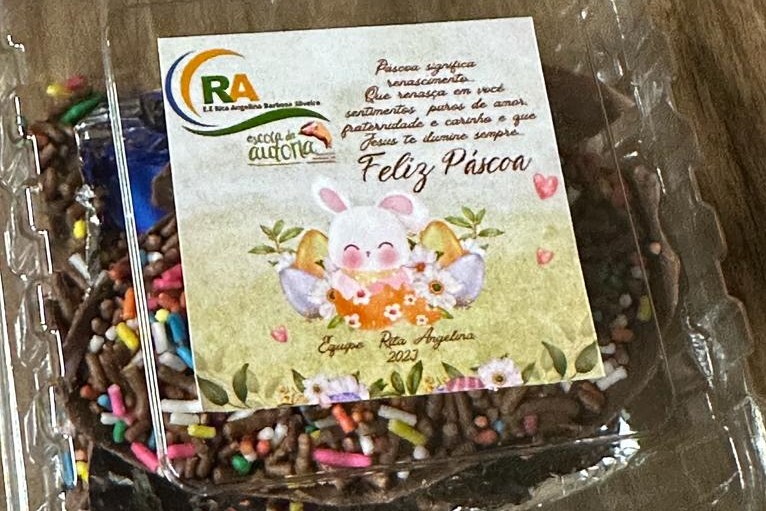 RA
E.E Rita Angelina Barbosa Silveira
escola da
autoria
Páscoa significa
renascimento...
Que renasça em você
sentimentos puros de amor,
fraternidade e carinho e que
Jesus te ilumine sempre...
Feliz Páscoa
Equipe Rita Angelina
2023